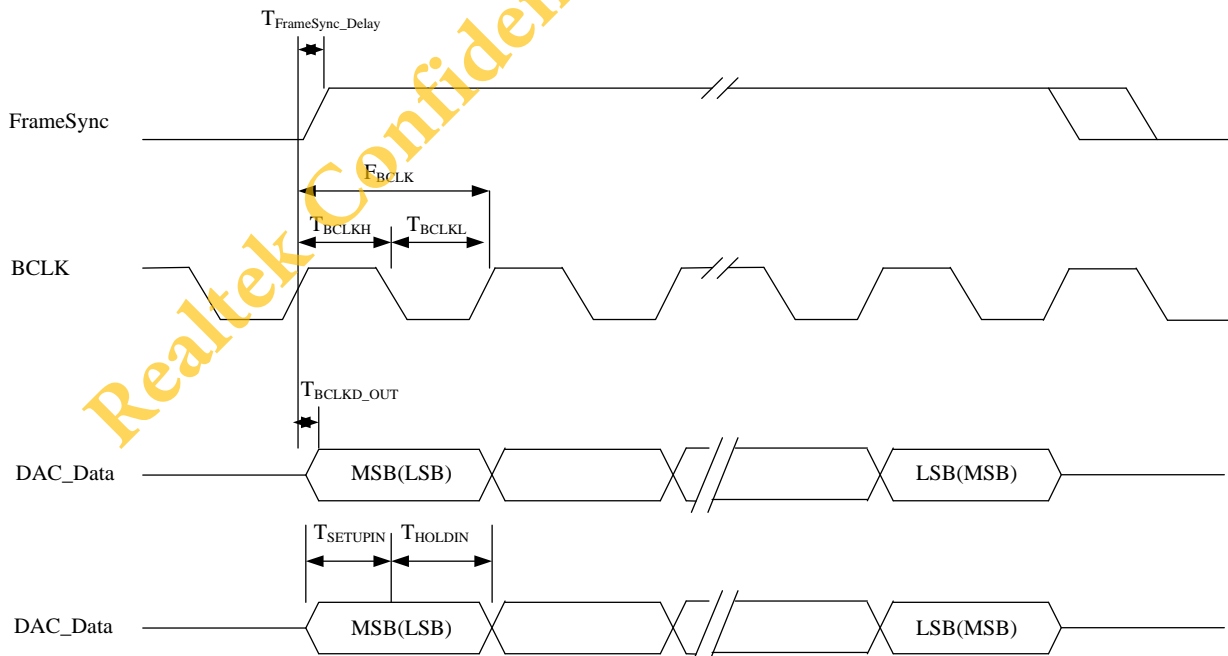 TFrameSync_Delay
FrameSync
FBCLK
TBCLKH TBCLKL
BCLK
TBCLKD_OUT
DAC_Data MSB(LSB) LSB(MSB)
TSETUPIN THOLDIN
DAC_Data MSB(LSB) LSB(MSB)
Realtek Confiden